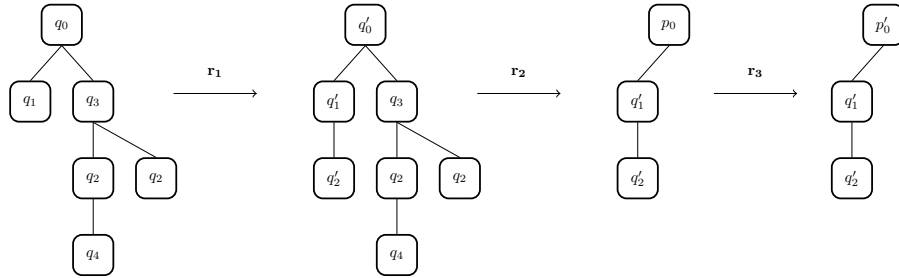 q₀ q′₀ p₀ p′₀
r₁ r₂ r₃
q₁ q₃ q′₁ q₃ q′₁ q′₁
q₂ q₂ q′₂ q₂ q₂ q′₂ q′₂
q₄ q₄